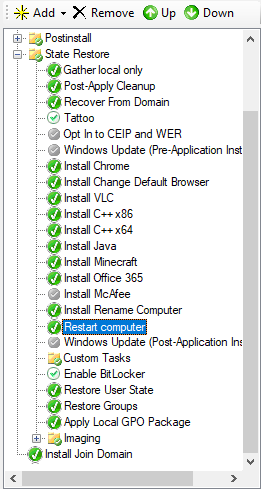 Add Remove Up Down
Postinstall
State Restore
Gather local only
Post-Apply Cleanup
Recover From Domain
Tattoo
Opt In to CEIP and WER
Windows Update (Pre-Application Inst
Install Chrome
Install Change Default Browser
Install VLC
Install C++ x86
Install C++ x64
Install Java
Install Minecraft
Install Office 365
Install McAfee
Install Rename Computer
Restart computer
Windows Update (Post-Application Ins
Custom Tasks
Enable BitLocker
Restore User State
Restore Groups
Apply Local GPO Package
Imaging
Install Join Domain